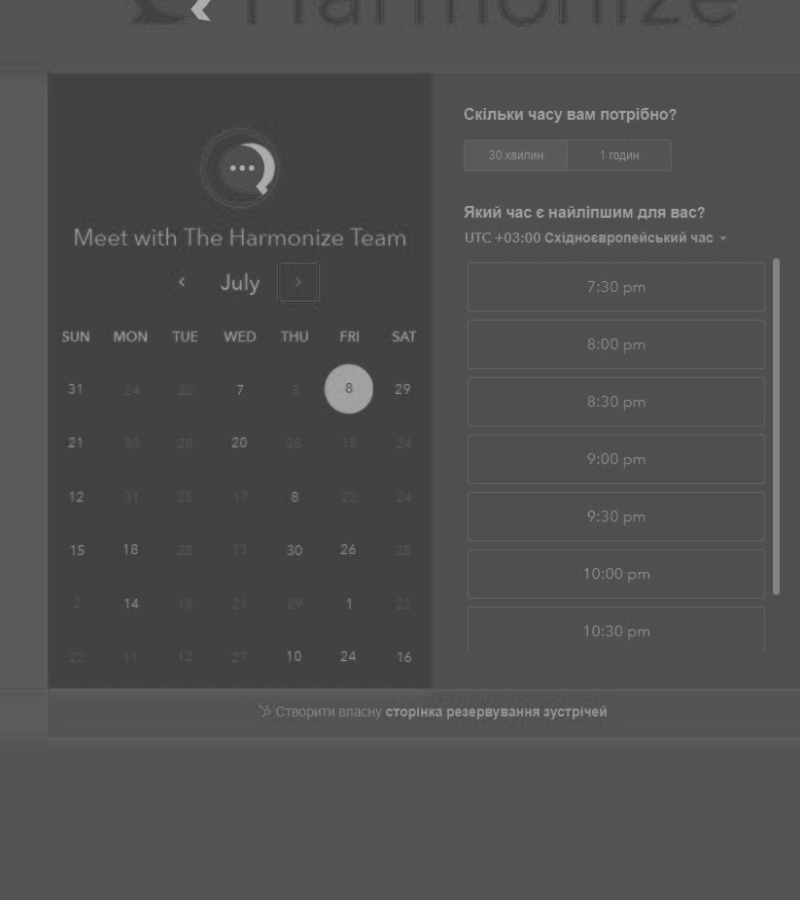 Harmonize
Meet with The Harmonize Team
July
SUN MON TUE WED THU FRI SAT
31 24 22 7 3 8 29
21 30 28 20 25 15 24
12 31 25 17 8 22 24
15 18 28 13 30 26 28
2 14 18 21 29 1 22
22 11 12 27 10 24 16
Скільки часу вам потрібно?
30 хвилин 1 годин
Який час є найліпшим для вас?
UTC +03:00 Східноєвропейський час
7:30 pm
8:00 pm
8:30 pm
9:00 pm
9:30 pm
10:00 pm
10:30 pm
Створити власну сторінка резервування зустрічей